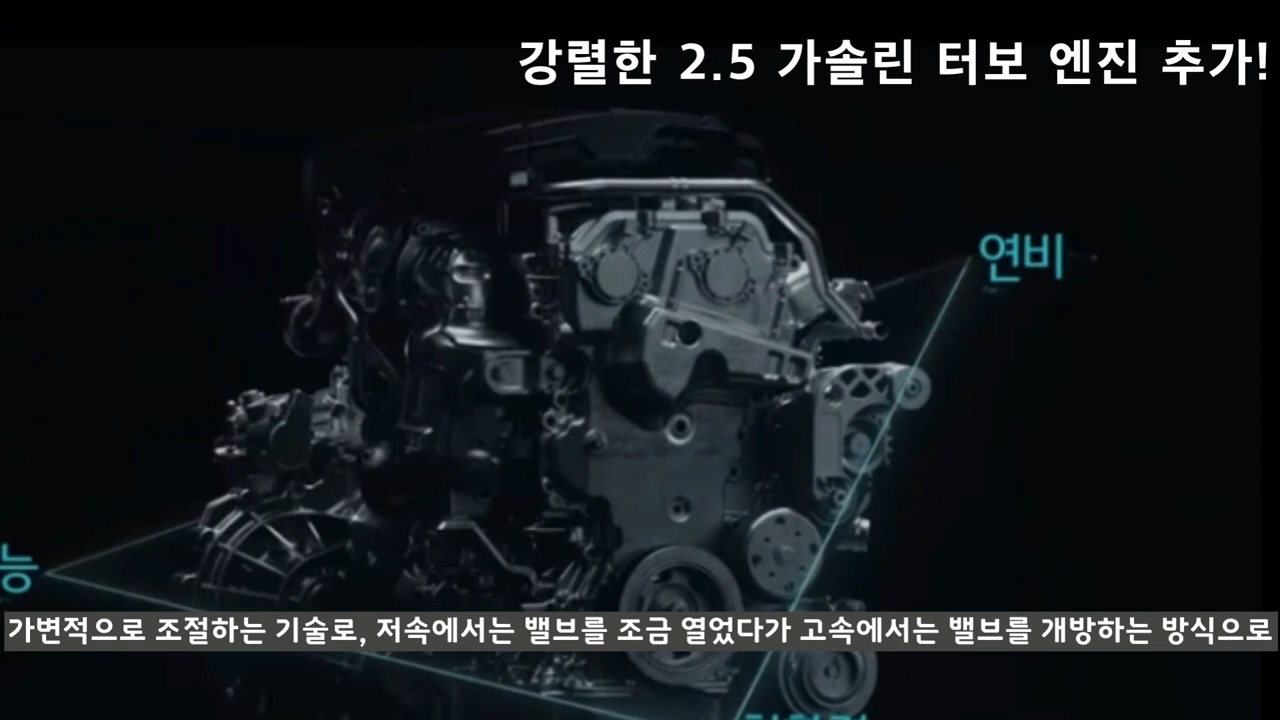 강렬한 2.5 가솔린 터보 엔진 추가!
연비
능
가변적으로 조절하는 기술로, 저속에서는 밸브를 조금 열었다가 고속에서는 밸브를 개방하는 방식으로